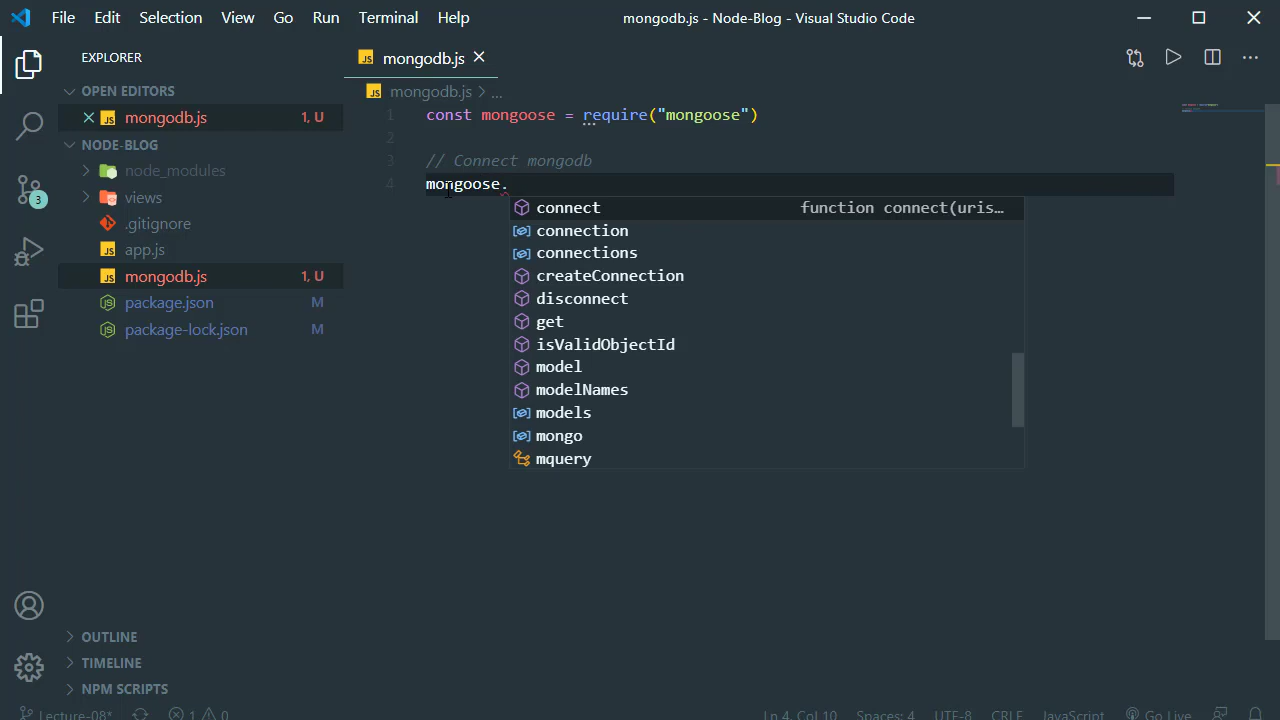 File Edit Selection View Go Run Terminal Help
mongodb.js - Node-Blog - Visual Studio Code
EXPLORER
OPEN EDITORS
mongodb.js 1, U
NODE-BLOG
node_modules
views
.gitignore
app.js
mongodb.js 1, U
package.json M
package-lock.json M
OUTLINE
TIMELINE
NPM SCRIPTS
3
mongodb.js
mongodb.js > ...
1 const mongoose = require("mongoose")
2
3 // Connect mongodb
4 mongoose.
connect function connect(uris…
connection
connections
createConnection
disconnect
get
isValidObjectId
model
modelNames
models
mongo
mquery
Lecture-08* 1 0 Ln 4, Col 10 Spaces: 4 UTF-8 CRLF JavaScript Go Live